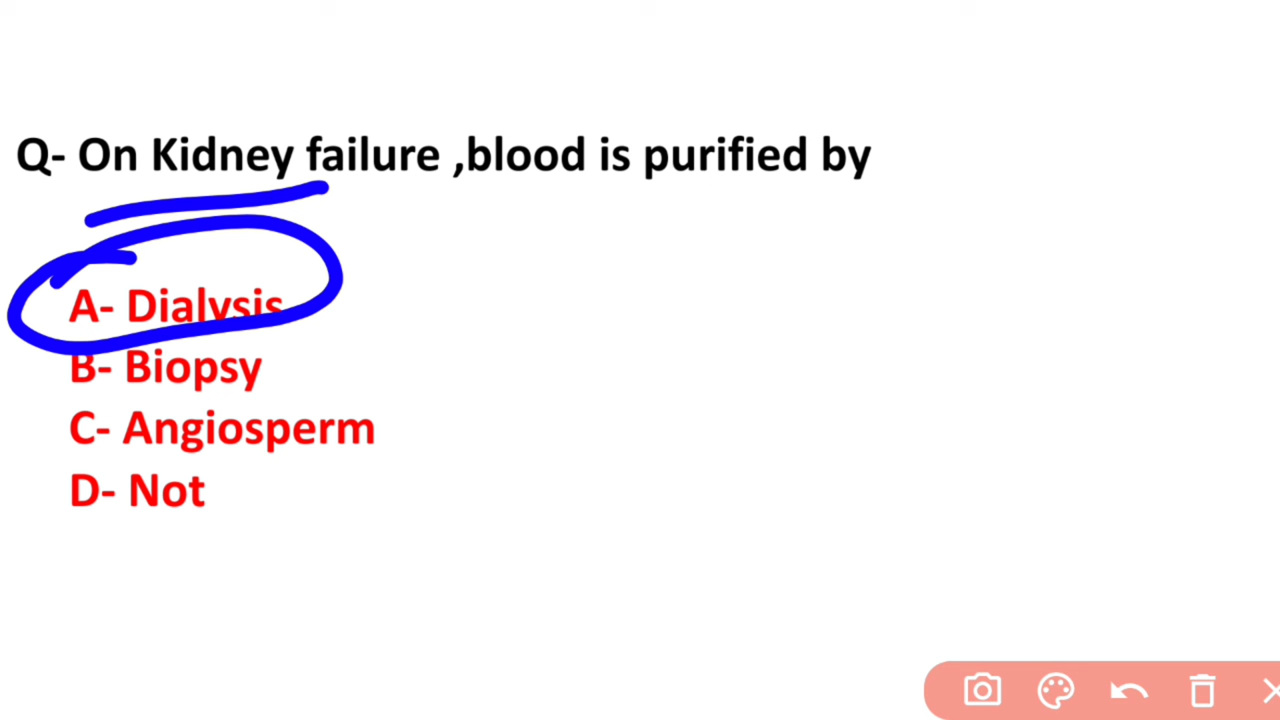 Q- On Kidney failure ,blood is purified by
A- Dialysis
B- Biopsy
C- Angiosperm
D- Not